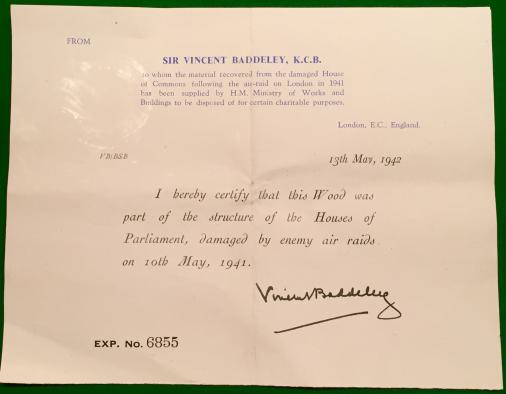 FROM
SIR VINCENT BADDELEY, K.C.B.
to whom the material recovered from the damaged House
of Commons following the air-raid on London in 1941
has been supplied by H.M. Ministry of Works and
Buildings to be disposed of for certain charitable purposes.
London, E.C., England.
VB/BSB
13th May, 1942
I hereby certify that this Wood was
part of the structure of the Houses of
Parliament, damaged by enemy air raids
on 10th May, 1941.
Vincent Baddeley
EXP. No. 6855